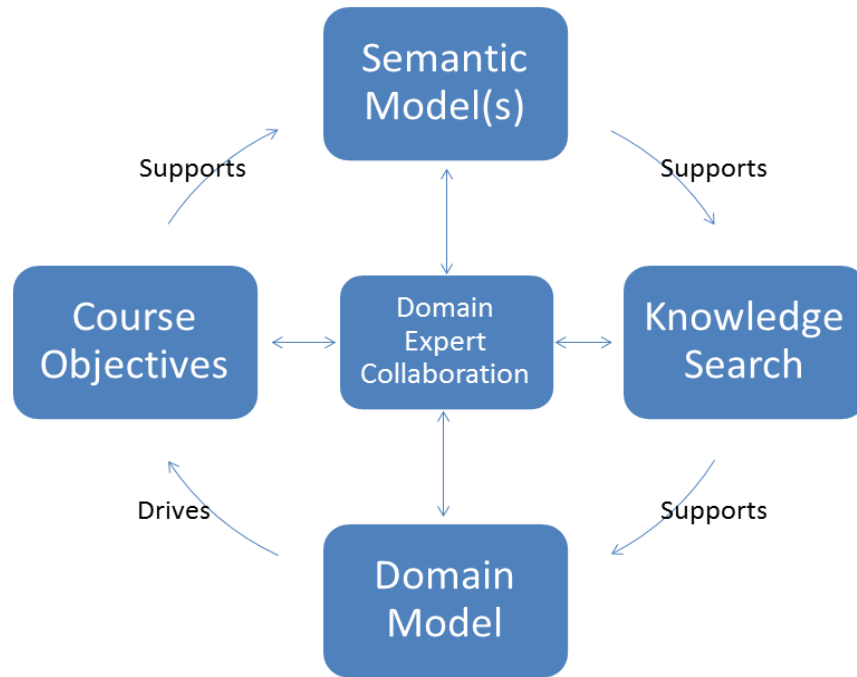 Semantic
Model(s)
Supports
Supports
Course
Objectives
Domain
Expert
Collaboration
Knowledge
Search
Drives
Supports
Domain
Model